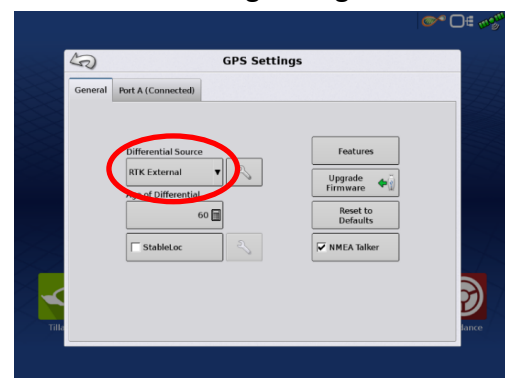 GPS Settings
General
Port A (Connected)
Differential Source
RTK External
Age of Differential
60
StableLoc
Features
Upgrade
Firmware
Reset to
Defaults
NMEA Talker